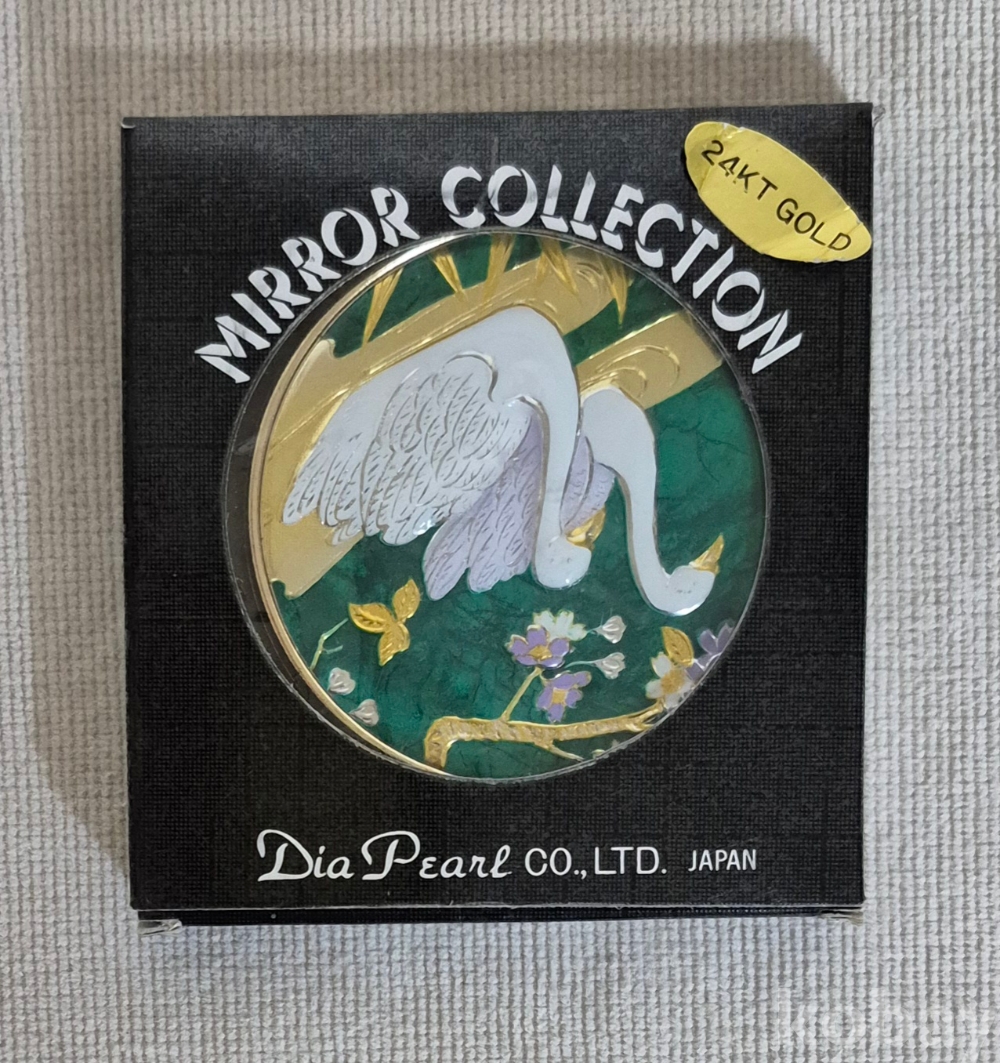 24KT GOLD
MIRROR COLLECTION
Dia Pearl CO.,LTD. JAPAN